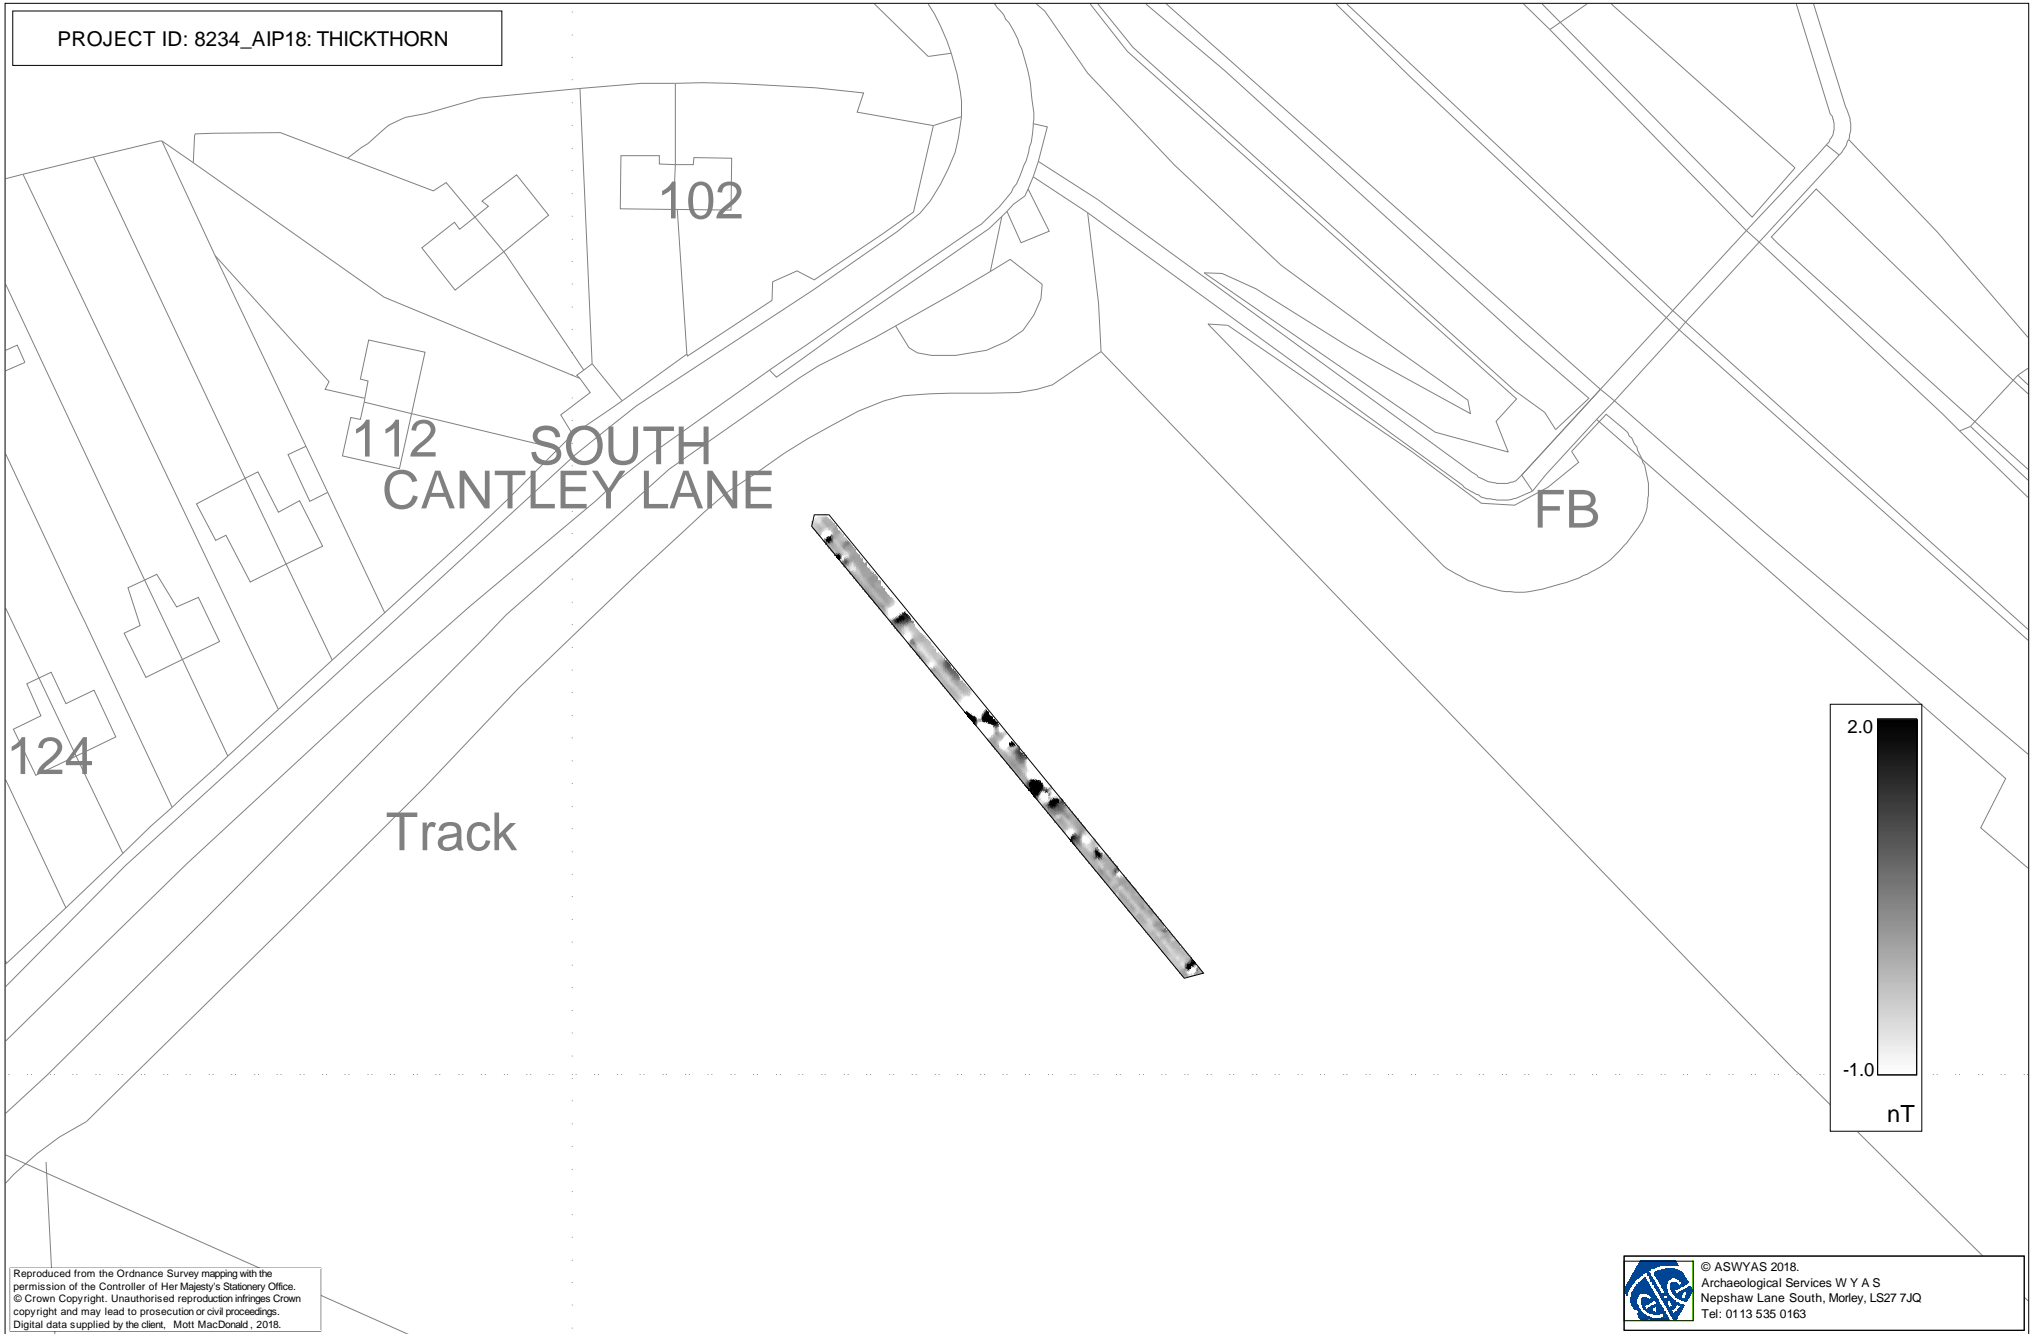 PROJECT ID: 8234_AIP18: THICKTHORN
102
112
SOUTH
CANTLEY LANE
FB
124
Track
2.0
-1.0
nT
Reproduced from the Ordnance Survey mapping with the
permission of the Controller of Her Majesty's Stationery Office.
© Crown Copyright. Unauthorised reproduction infringes Crown
copyright and may lead to prosecution or civil proceedings.
Digital data supplied by the client, Mott MacDonald, 2018.
© ASWYAS 2018.
Archaeological Services W Y A S
Nepshaw Lane South, Morley, LS27 7JQ
Tel: 0113 535 0163